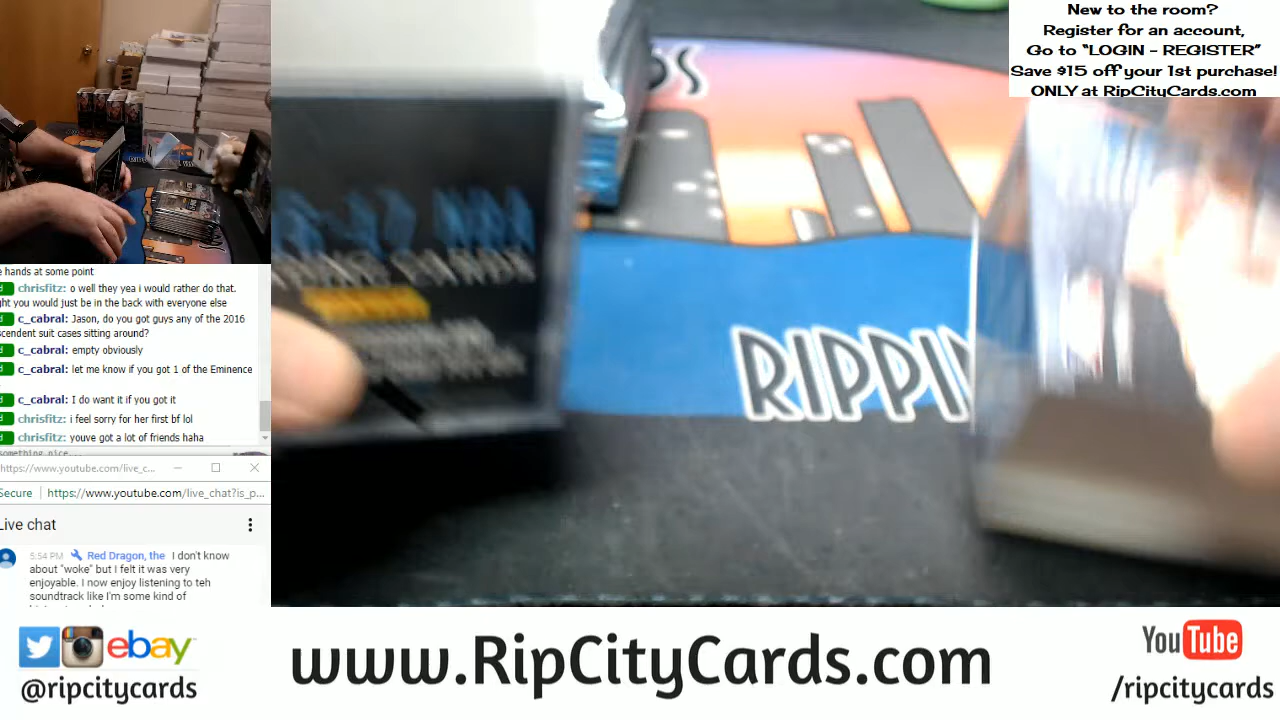 New to the room?
Register for an account,
Go to “LOGIN - REGISTER”
Save $15 off your 1st purchase!
ONLY at RipCityCards.com
DS
RIPPIN
e hands at some point
chrisfitz: o well they yea i would rather do that.
ght you would just be in the back with everyone else
c_cabral: Jason, do you got guys any of the 2016
scendent suit cases sitting around?
c_cabral: empty obviously
c_cabral: let me know if you got 1 of the Eminence
c_cabral: I do want it if you got it
chrisfitz: i feel sorry for her first bf lol
chrisfitz: youve got a lot of friends haha
something nice...
https://www.youtube.com/live_c...
Secure
https://www.youtube.com/live_chat?is_p...
Live chat
5:54 PM Red Dragon, the I don't know
about "woke" but I felt it was very
enjoyable. I now enjoy listening to teh
soundtrack like I'm some kind of
ebay
@ripcitycards
www.RipCityCards.com
YouTube
/ripcitycards